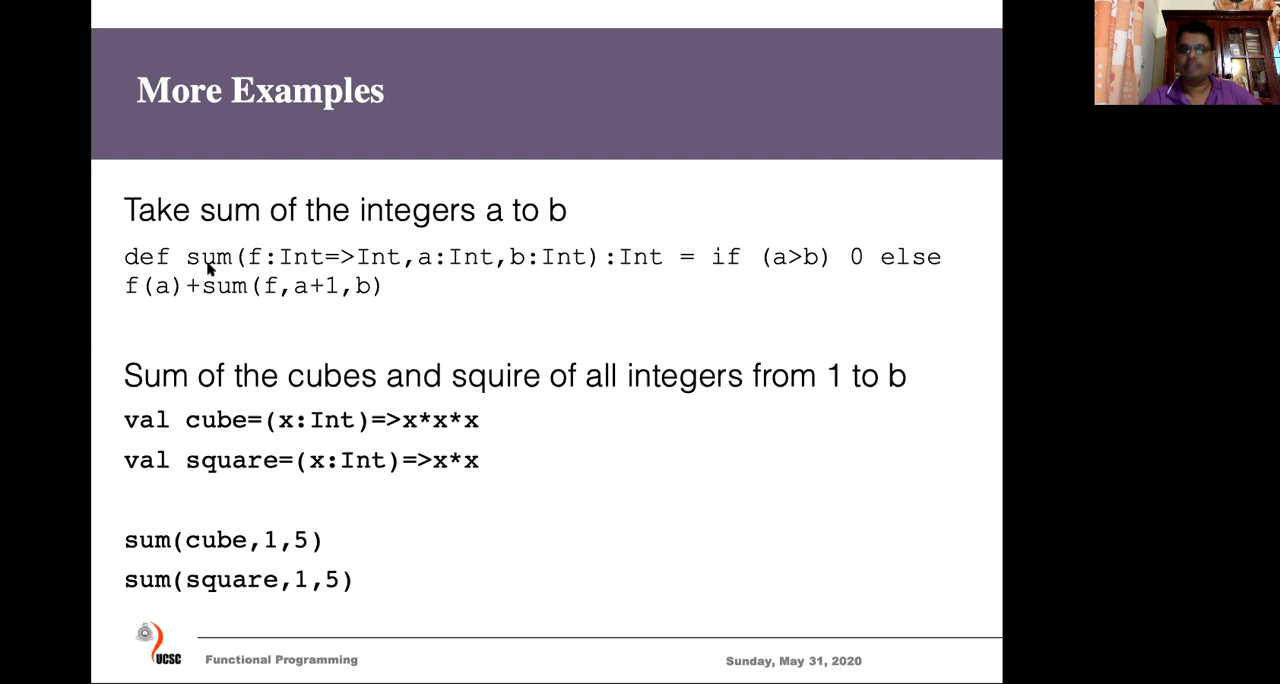 More Examples
Take sum of the integers a to b
def sum(f:Int=>Int,a:Int,b:Int):Int = if (a>b) 0 else
f(a)+sum(f,a+1,b)
Sum of the cubes and squire of all integers from 1 to b
val cube=(x:Int)=>x*x*x
val square=(x:Int)=>x*x
sum(cube,1,5)
sum(square,1,5)
UCSC
Functional Programming
Sunday, May 31, 2020